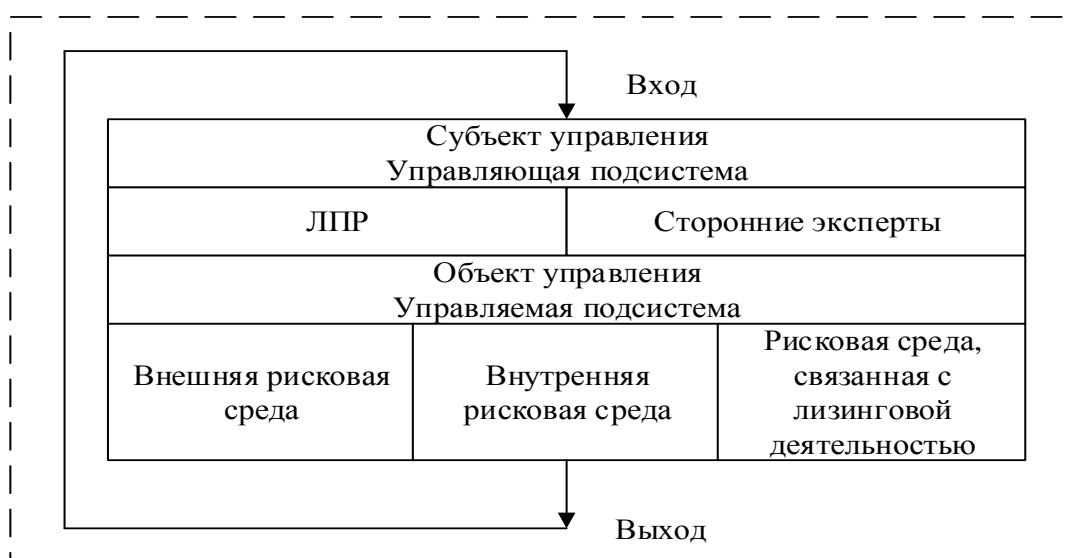 Вход
Субъект управления
Управляющая подсистема
ЛПР
Сторонние эксперты
Объект управления
Управляемая подсистема
Внешняя рисковая
среда
Внутренняя
рисковая среда
Рисковая среда,
связанная с
лизинговой
деятельностью
Выход